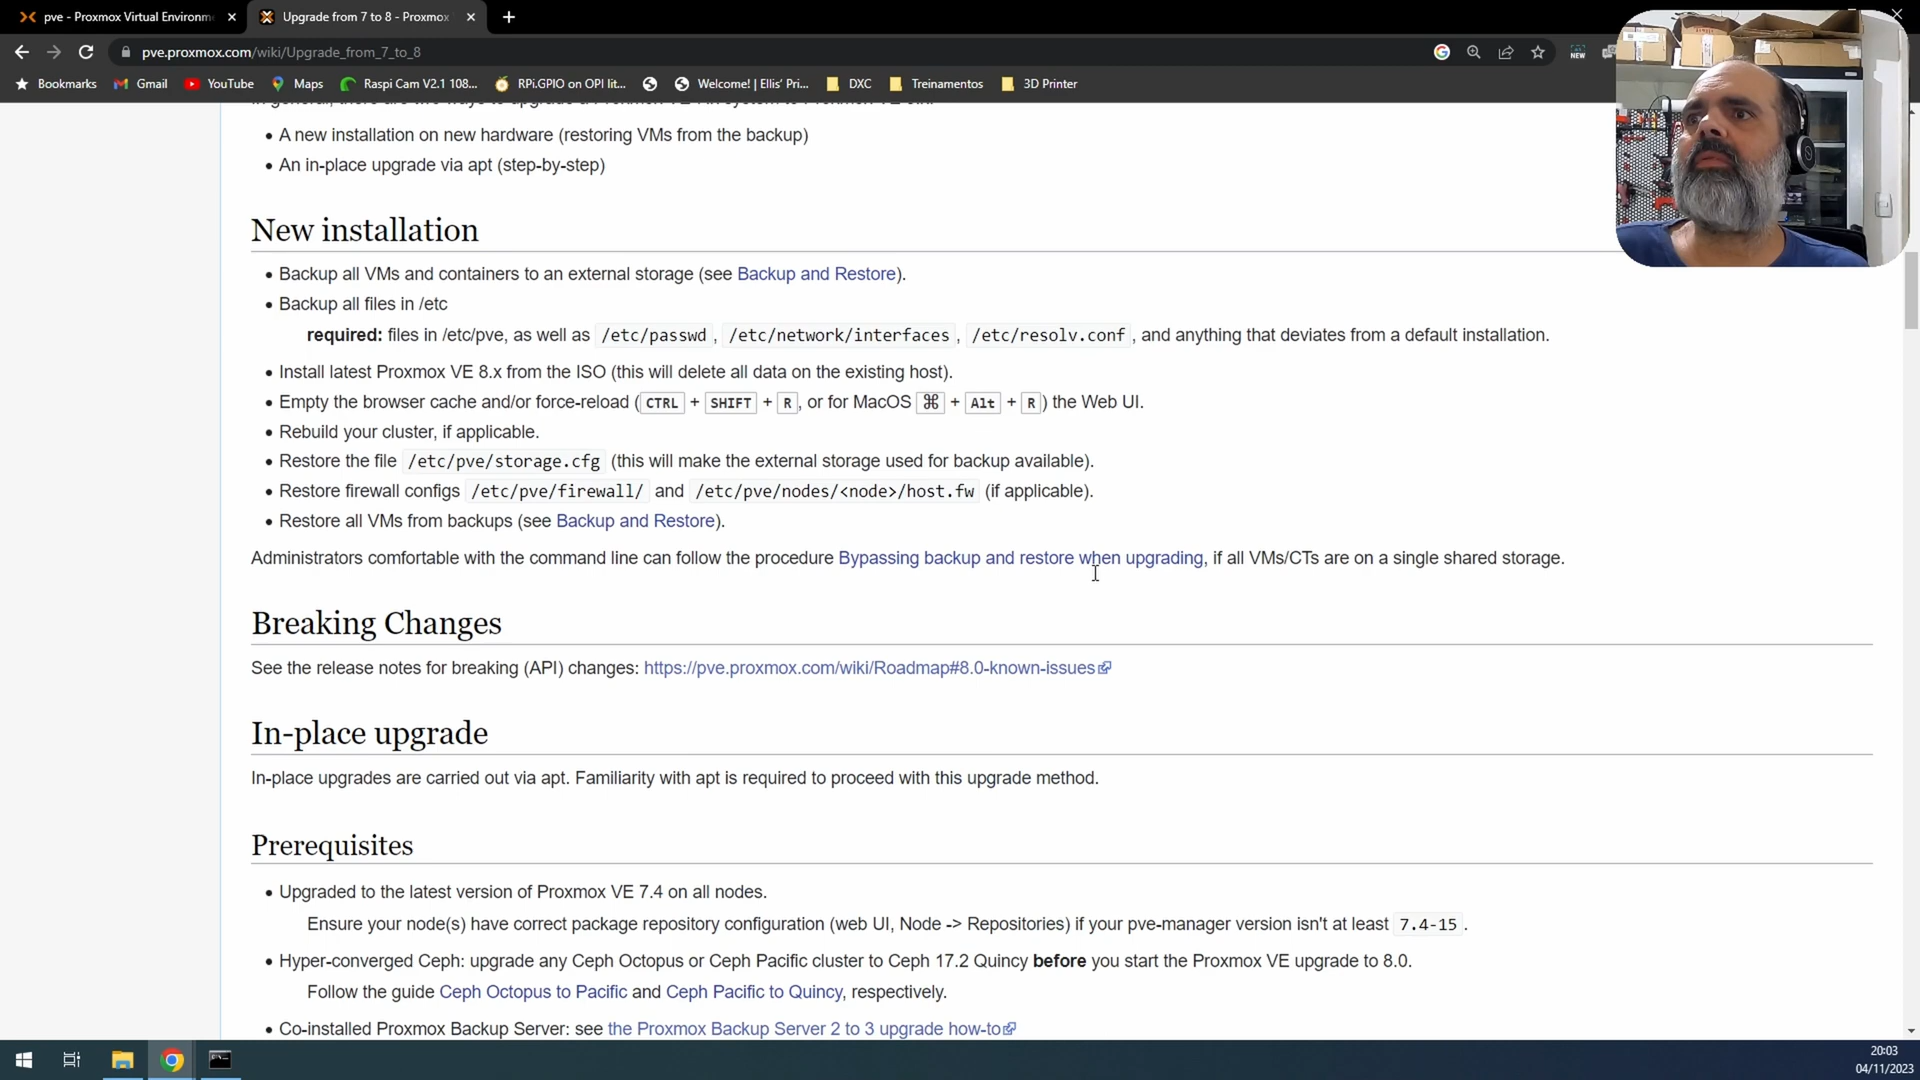 pve - Proxmox Virtual Environm
Upgrade from 7 to 8 - Proxmox
pve.proxmox.com/wiki/Upgrade_from_7_to_8
NEW
Bookmarks
Gmail
YouTube
Maps
Raspi Cam V2.1 108...
RPi.GPIO on OPI lit...
Welcome! | Ellis' Pri...
DXC
Treinamentos
3D Printer
• A new installation on new hardware (restoring VMs from the backup)
• An in-place upgrade via apt (step-by-step)
New installation
• Backup all VMs and containers to an external storage (see Backup and Restore).
• Backup all files in /etc
required: files in /etc/pve, as well as /etc/passwd , /etc/network/interfaces , /etc/resolv.conf , and anything that deviates from a default installation.
• Install latest Proxmox VE 8.x from the ISO (this will delete all data on the existing host).
• Empty the browser cache and/or force-reload (CTRL + SHIFT + R, or for MacOS ⌘ + Alt + R) the Web UI.
• Rebuild your cluster, if applicable.
• Restore the file /etc/pve/storage.cfg (this will make the external storage used for backup available).
• Restore firewall configs /etc/pve/firewall/ and /etc/pve/nodes/<node>/host.fw (if applicable).
• Restore all VMs from backups (see Backup and Restore).
Administrators comfortable with the command line can follow the procedure Bypassing backup and restore when upgrading, if all VMs/CTs are on a single shared storage.
Breaking Changes
See the release notes for breaking (API) changes: https://pve.proxmox.com/wiki/Roadmap#8.0-known-issues
In-place upgrade
In-place upgrades are carried out via apt. Familiarity with apt is required to proceed with this upgrade method.
Prerequisites
• Upgraded to the latest version of Proxmox VE 7.4 on all nodes.
Ensure your node(s) have correct package repository configuration (web UI, Node -> Repositories) if your pve-manager version isn't at least 7.4-15 .
• Hyper-converged Ceph: upgrade any Ceph Octopus or Ceph Pacific cluster to Ceph 17.2 Quincy before you start the Proxmox VE upgrade to 8.0.
Follow the guide Ceph Octopus to Pacific and Ceph Pacific to Quincy, respectively.
• Co-installed Proxmox Backup Server: see the Proxmox Backup Server 2 to 3 upgrade how-to
20:03
04/11/2023